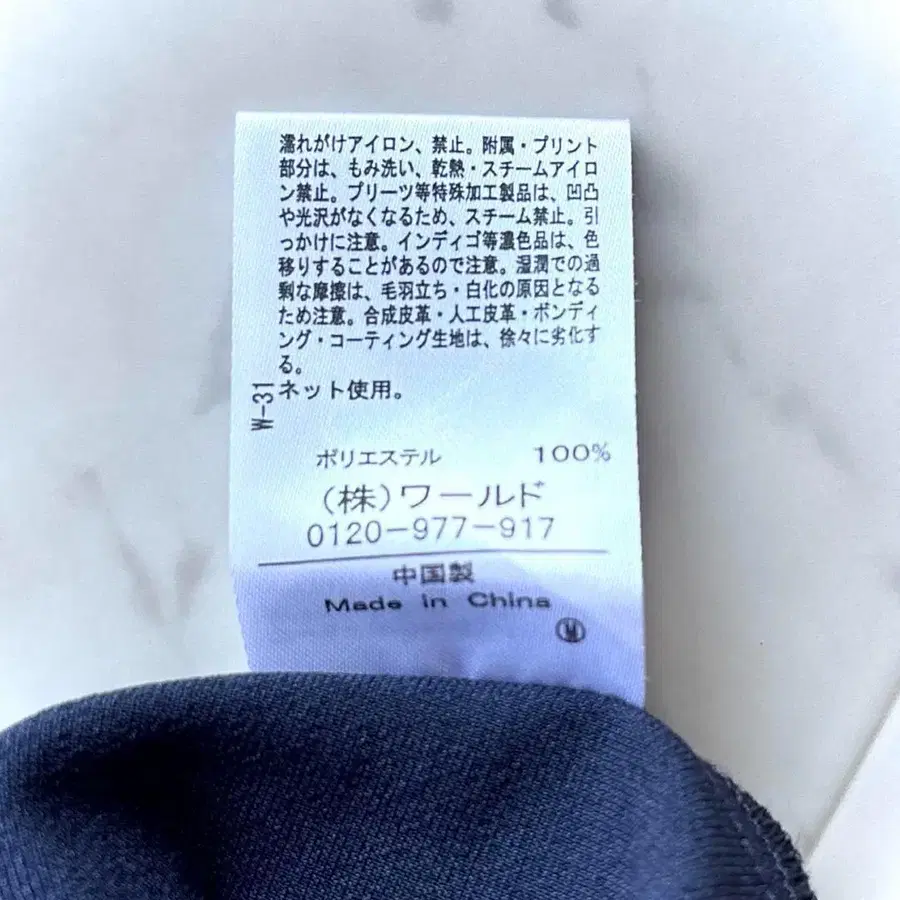 濡れがけアイロン、禁止。附属・プリント
部分は、もみ洗い、乾熱・スチームアイロ
ン禁止。プリーツ等特殊加工製品は、凹凸
や光沢がなくなるため、スチーム禁止。引
っかけに注意。インディゴ等濃色品は、色
移りすることがあるので注意。湿潤での過
剰な摩擦は、毛羽立ち・白化の原因となる
ため注意。合成皮革・人工皮革・ボンディ
ング・コーティング生地は、徐々に劣化す
る。
ネット使用。
W-31
ポリエステル 100%
(株)ワールド
0120-977-917
中国製
Made in China
M